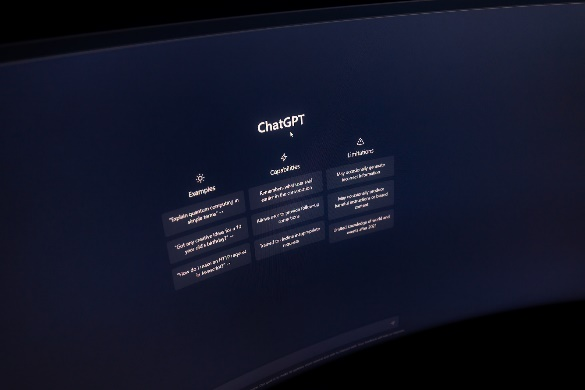 ChatGPT
Examples
"Explain quantum computing in
simple terms" →
"Got any creative ideas for a 10
year old's birthday?" →
"How do I make an HTTP request
in Javascript?" →
Capabilities
Remembers what user said
earlier in the conversation
Allows user to provide follow-up
corrections
Trained to decline inappropriate
requests
Limitations
May occasionally generate
incorrect information
May occasionally produce
harmful instructions or biased
content
Limited knowledge of world and
events after 2021